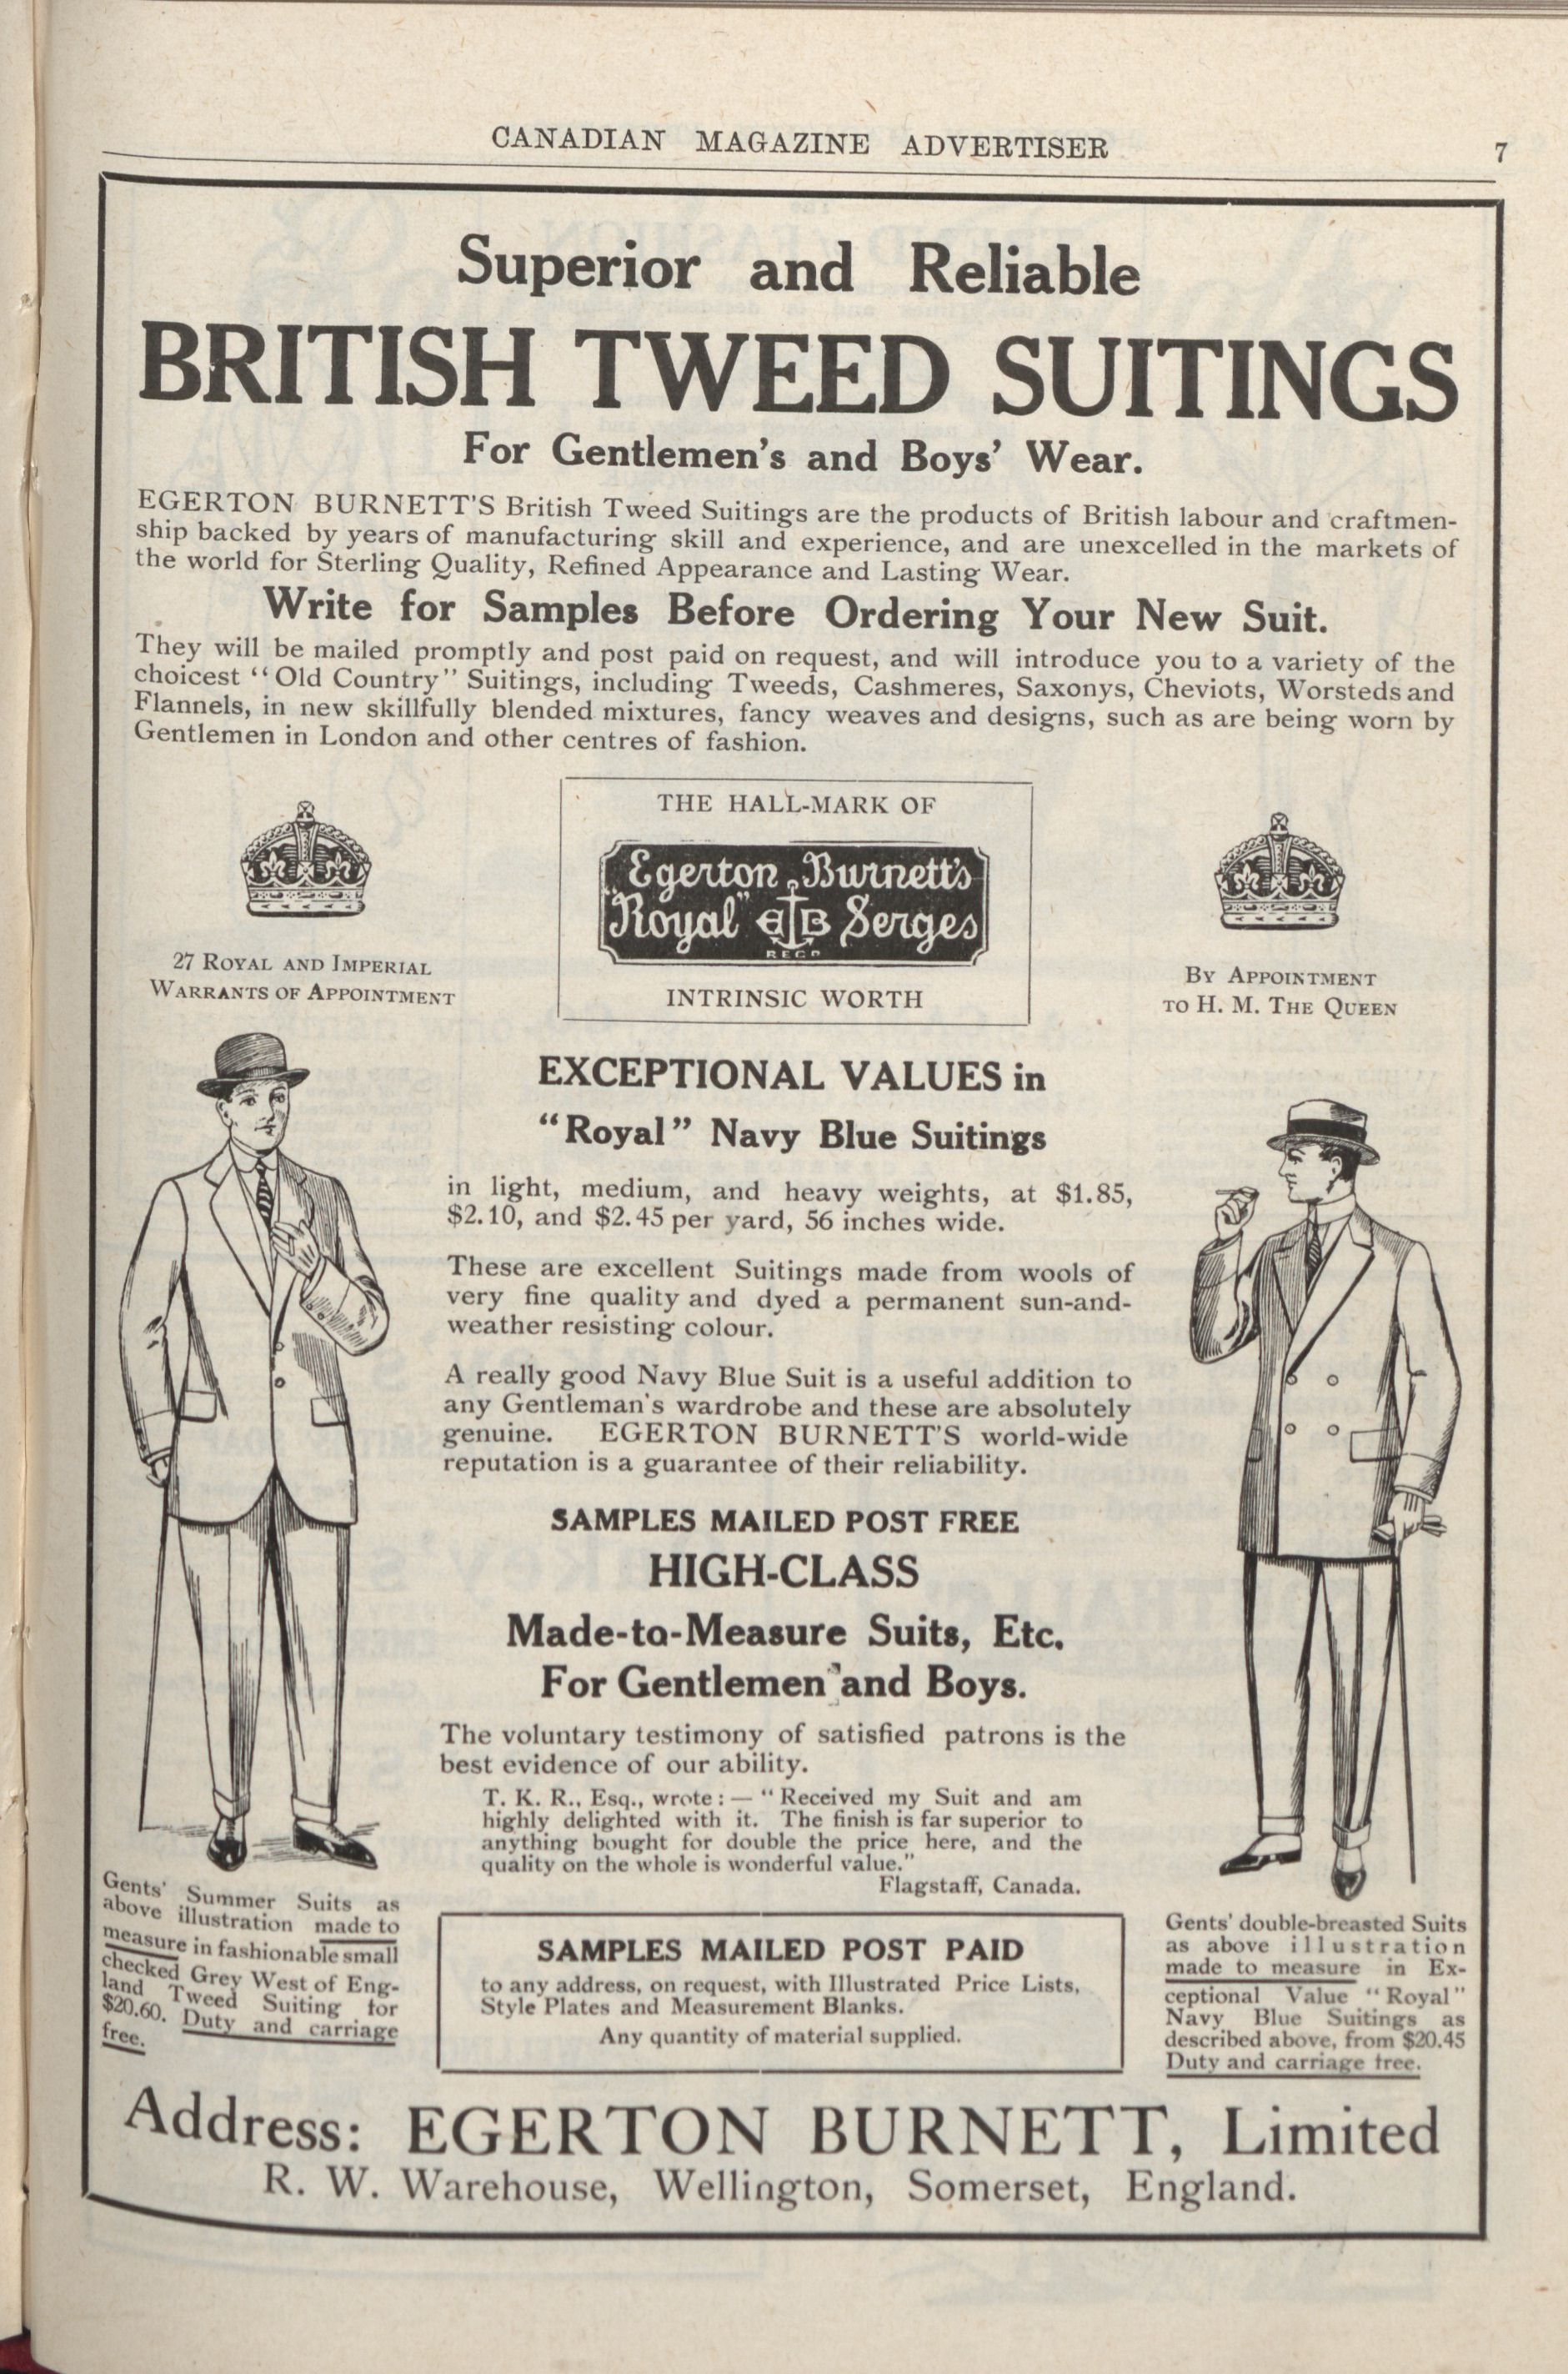 CANADIAN MAGAZINE ADVERTISER 7
Superior and Reliable
BRITISH TWEED SUITINGS
For Gentlemen's and Boys' Wear.
EGERTON BURNETT'S British Tweed Suitings are the products of British labour and craftmen-
ship backed by years of manufacturing skill and experience, and are unexcelled in the markets of
the world for Sterling Quality, Refined Appearance and Lasting Wear.
Write for Samples Before Ordering Your New Suit.
They will be mailed promptly and post paid on request, and will introduce you to a variety of the
choicest "Old Country" Suitings, including Tweeds, Cashmeres, Saxonys, Cheviots, Worsteds and
Flannels, in new skillfully blended mixtures, fancy weaves and designs, such as are being worn by
Gentlemen in London and other centres of fashion.
27 ROYAL AND IMPERIAL
WARRANTS OF APPOINTMENT
THE HALL-MARK OF
Egerton Burnett's
"Royal" EB Serges
REGD
INTRINSIC WORTH
BY APPOINTMENT
TO H. M. THE QUEEN
EXCEPTIONAL VALUES in
"Royal" Navy Blue Suitings
in light, medium, and heavy weights, at $1.85,
$2.10, and $2.45 per yard, 56 inches wide.
These are excellent Suitings made from wools of
very fine quality and dyed a permanent sun-and-
weather resisting colour.
A really good Navy Blue Suit is a useful addition to
any Gentleman's wardrobe and these are absolutely
genuine. EGERTON BURNETT'S world-wide
reputation is a guarantee of their reliability.
SAMPLES MAILED POST FREE
HIGH-CLASS
Made-to-Measure Suits, Etc.
For Gentlemen and Boys.
The voluntary testimony of satisfied patrons is the
best evidence of our ability.
T. K. R., Esq., wrote: — "Received my Suit and am
highly delighted with it. The finish is far superior to
anything bought for double the price here, and the
quality on the whole is wonderful value."
Flagstaff, Canada.
Gents' Summer Suits as
above illustration made to
measure in fashionable small
checked Grey West of Eng-
land Tweed Suiting for
$20.60. Duty and carriage
free.
SAMPLES MAILED POST PAID
to any address, on request, with Illustrated Price Lists,
Style Plates and Measurement Blanks.
Any quantity of material supplied.
Gents' double-breasted Suits
as above illustration
made to measure in Ex-
ceptional Value "Royal"
Navy Blue Suitings as
described above, from $20.45
Duty and carriage free.
Address: EGERTON BURNETT, Limited
R. W. Warehouse, Wellington, Somerset, England.